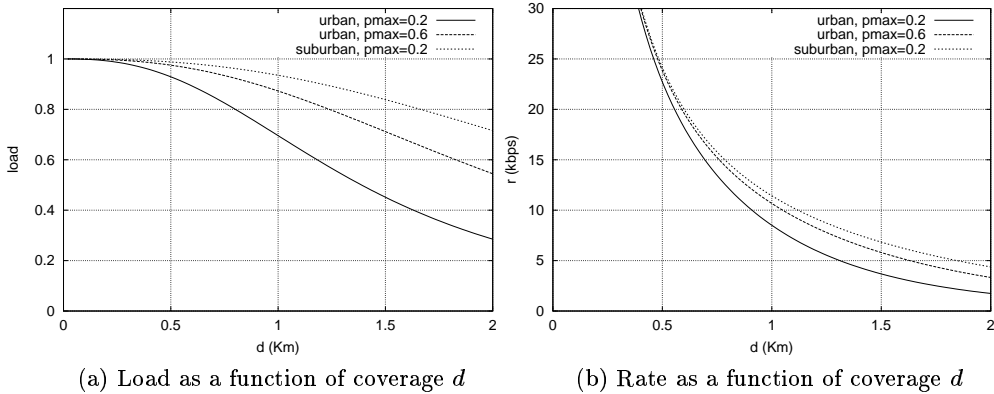 urban, pmax=0.2
urban, pmax=0.6
suburban, pmax=0.2
1
0.8
0.6
0.4
0.2
0
load
0 0.5 1 1.5 2
d (Km)
(a) Load as a function of coverage d
urban, pmax=0.2
urban, pmax=0.6
suburban, pmax=0.2
30
25
20
15
10
5
0
r (kbps)
0 0.5 1 1.5 2
d (Km)
(b) Rate as a function of coverage d